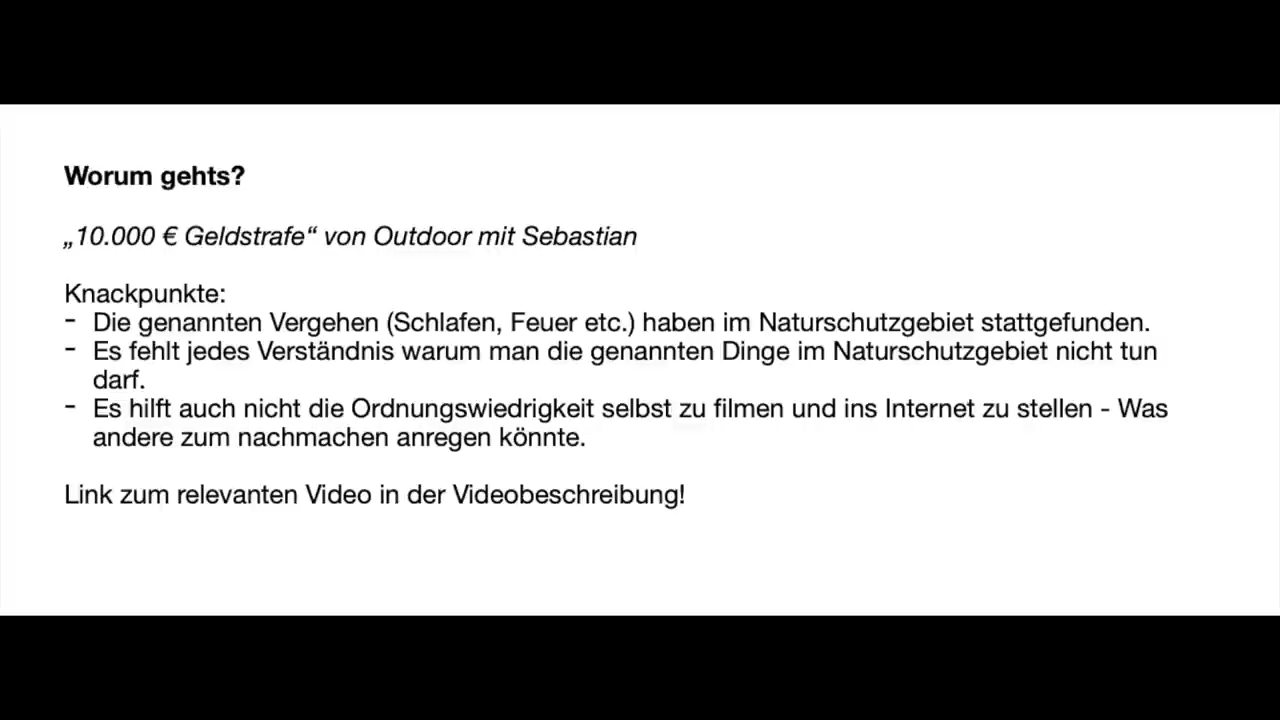 Worum gehts?
„10.000 € Geldstrafe“ von Outdoor mit Sebastian
Knackpunkte:
- Die genannten Vergehen (Schlafen, Feuer etc.) haben im Naturschutzgebiet stattgefunden.
- Es fehlt jedes Verständnis warum man die genannten Dinge im Naturschutzgebiet nicht tun
darf.
- Es hilft auch nicht die Ordnungswiedrigkeit selbst zu filmen und ins Internet zu stellen - Was
andere zum nachmachen anregen könnte.
Link zum relevanten Video in der Videobeschreibung!